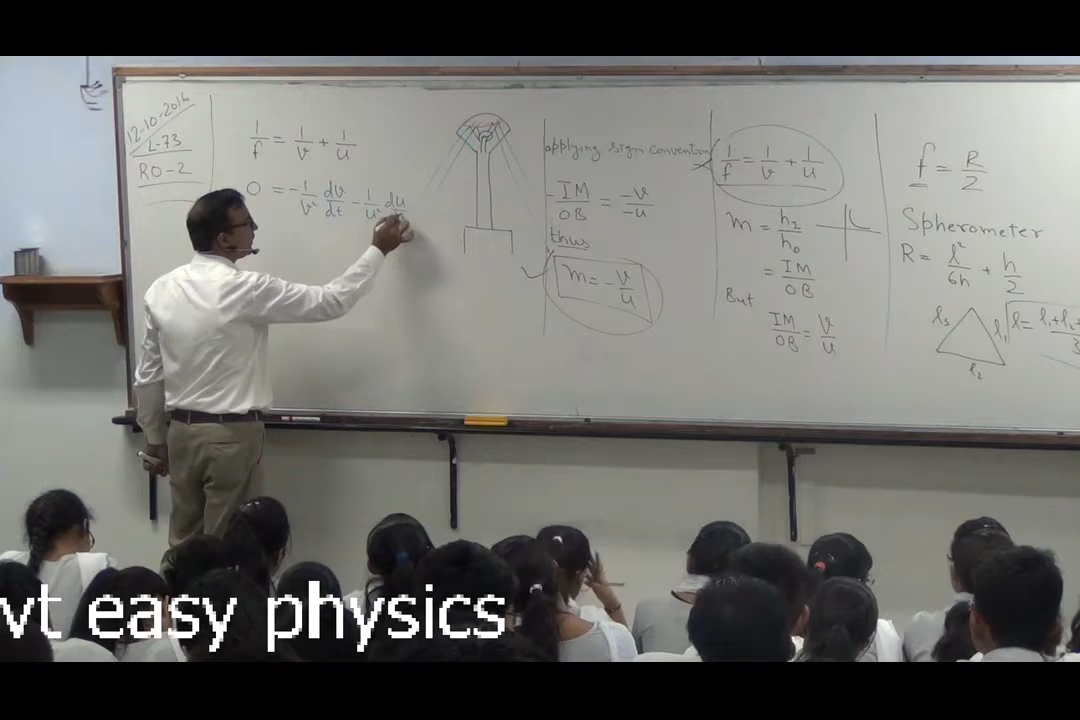 12-10-2016
L-73
RO-2
1/f = 1/v + 1/u
0 = -1/v² dv/dt - 1/u² du
applying sign convention
-IM/OB = -v/-u
thus
m = -v/u
1/f = 1/v + 1/u
m = h₂/h₀
= IM/OB
But
IM/OB = v/u
f = R/2
Spherometer
R = l²/6h + h/2
l₃ l₁ l₂
l = l₁+l₂+/3
vt easy physics